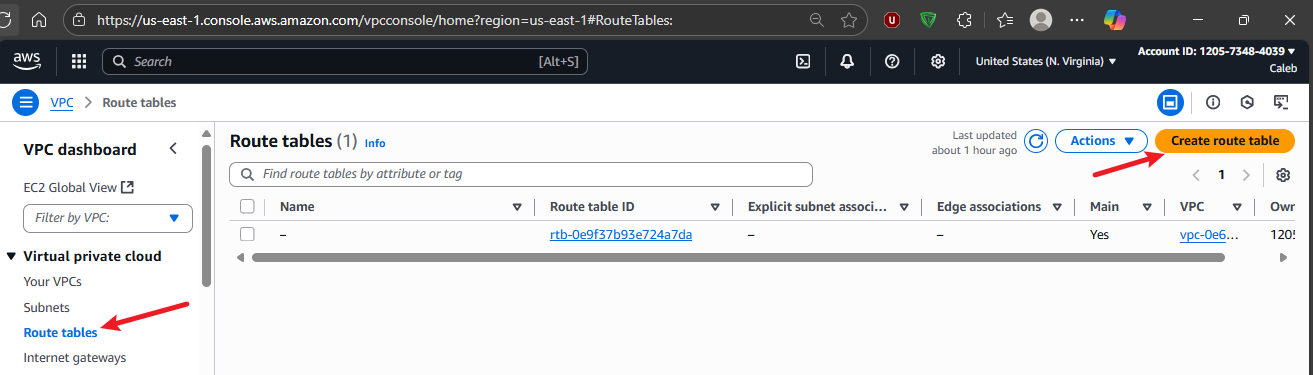 https://us-east-1.console.aws.amazon.com/vpcconsole/home?region=us-east-1#RouteTables:
aws
Search [Alt+S]
United States (N. Virginia)
Account ID: 1205-7348-4039
Caleb
VPC > Route tables
VPC dashboard
EC2 Global View
Filter by VPC:
Virtual private cloud
Your VPCs
Subnets
Route tables
Internet gateways
Route tables (1) Info
Last updated
about 1 hour ago
Actions
Create route table
Find route tables by attribute or tag
1
Name Route table ID Explicit subnet associ... Edge associations Main VPC Own
– rtb-0e9f37b93e724a7da – – Yes vpc-0e6... 1205